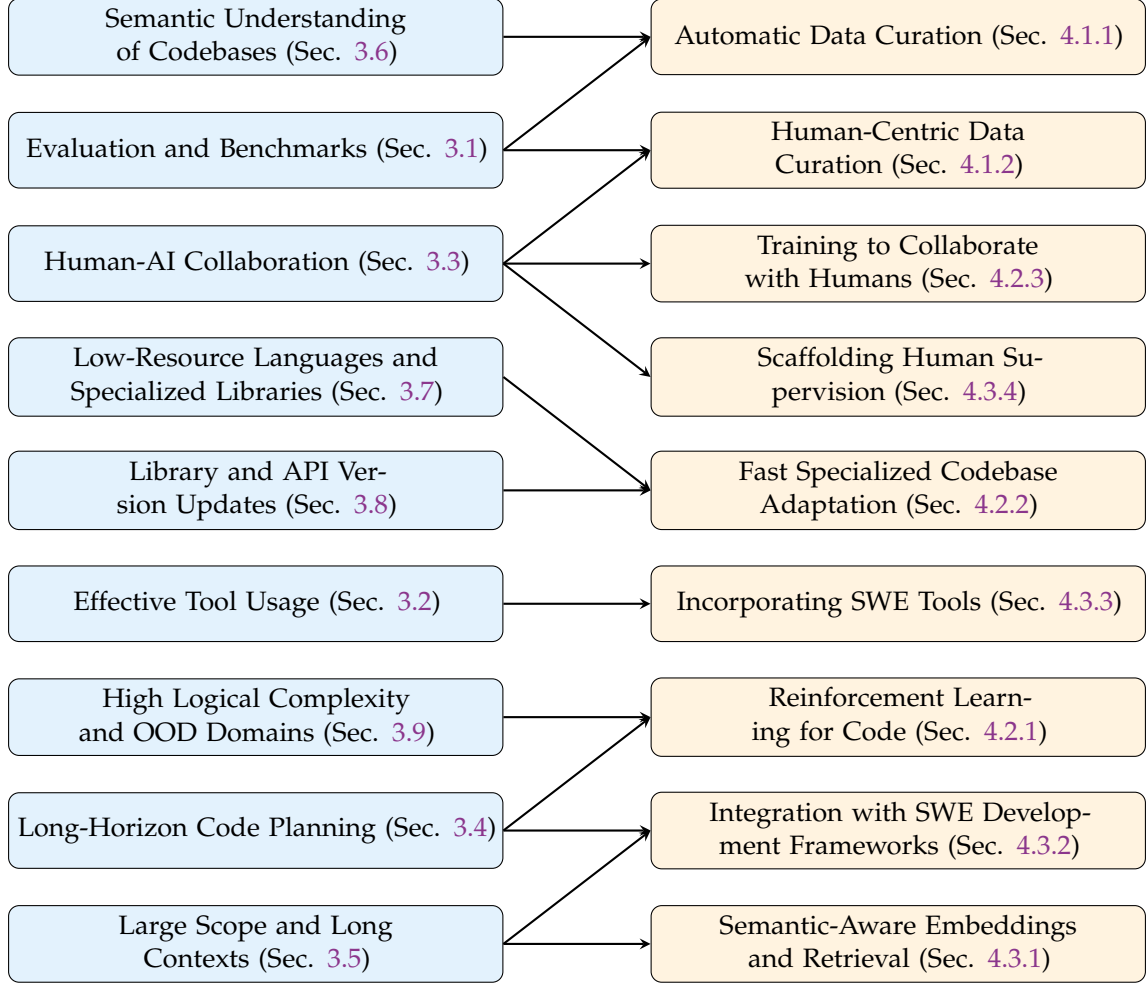 Semantic Understanding
of Codebases (Sec. 3.6)
Automatic Data Curation (Sec. 4.1.1)
Evaluation and Benchmarks (Sec. 3.1)
Human-Centric Data
Curation (Sec. 4.1.2)
Human-AI Collaboration (Sec. 3.3)
Training to Collaborate
with Humans (Sec. 4.2.3)
Low-Resource Languages and
Specialized Libraries (Sec. 3.7)
Scaffolding Human Su-
pervision (Sec. 4.3.4)
Library and API Ver-
sion Updates (Sec. 3.8)
Fast Specialized Codebase
Adaptation (Sec. 4.2.2)
Effective Tool Usage (Sec. 3.2)
Incorporating SWE Tools (Sec. 4.3.3)
High Logical Complexity
and OOD Domains (Sec. 3.9)
Reinforcement Learn-
ing for Code (Sec. 4.2.1)
Long-Horizon Code Planning (Sec. 3.4)
Integration with SWE Develop-
ment Frameworks (Sec. 4.3.2)
Large Scope and Long
Contexts (Sec. 3.5)
Semantic-Aware Embeddings
and Retrieval (Sec. 4.3.1)